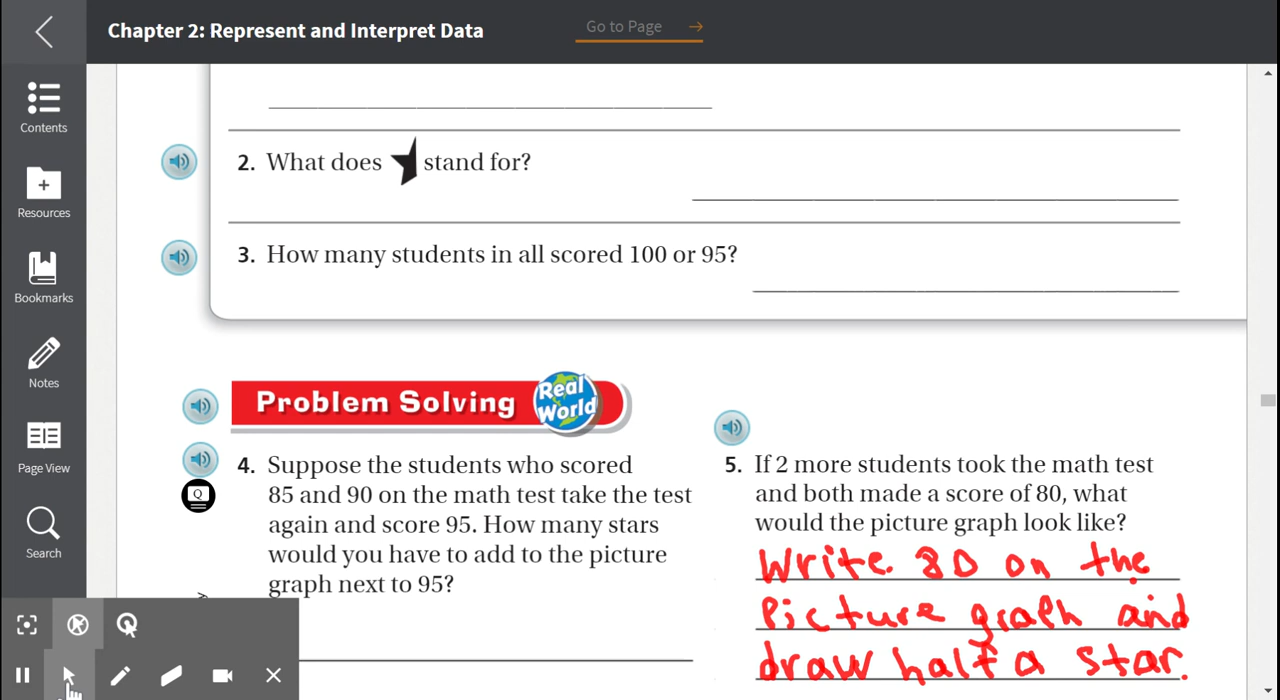 Chapter 2: Represent and Interpret Data
Go to Page →
Contents
Resources
Bookmarks
Notes
Page View
Search
2. What does ★ stand for?
3. How many students in all scored 100 or 95?
Problem Solving
Real World
4. Suppose the students who scored
85 and 90 on the math test take the test
again and score 95. How many stars
would you have to add to the picture
graph next to 95?
5. If 2 more students took the math test
and both made a score of 80, what
would the picture graph look like?
Write 80 on the
Picture graph and
draw half a star.